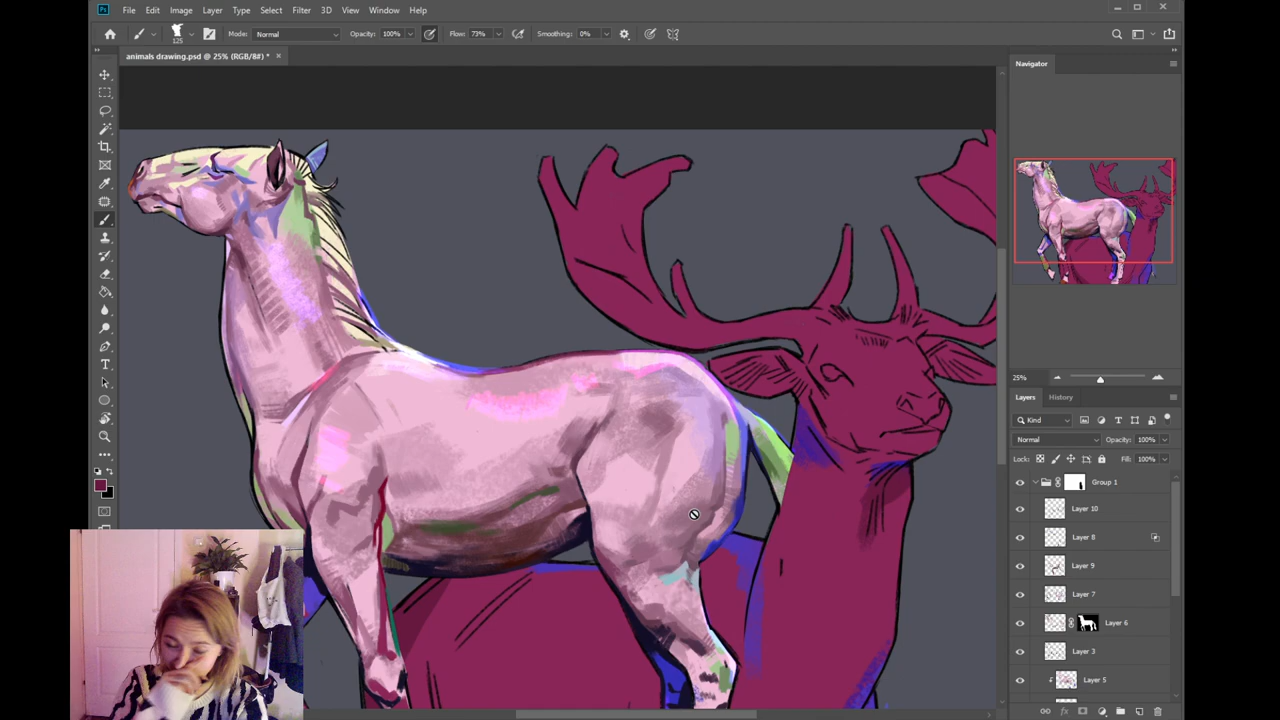 Ps File Edit Image Layer Type Select Filter 3D View Window Help
125 Mode: Normal Opacity: 100% Flow: 73% Smoothing: 0%
animals drawing.psd @ 25% (RGB/8#) * ×
Navigator
25%
Layers History
Kind
Normal Opacity: 100%
Lock: Fill: 100%
Group 1
Layer 10
Layer 8
Layer 9
Layer 7
Layer 6
Layer 3
Layer 5